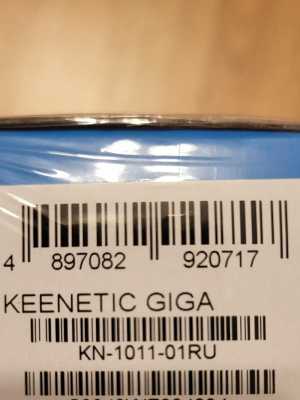 4 897082 920717
KEENETIC GIGA
KN-1011-01RU